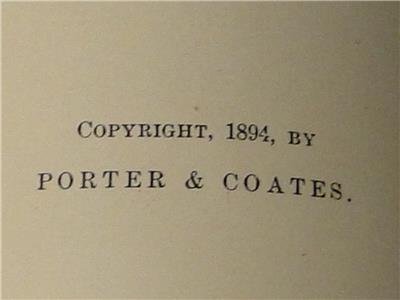 COPYRIGHT, 1894, BY
PORTER & COATES.